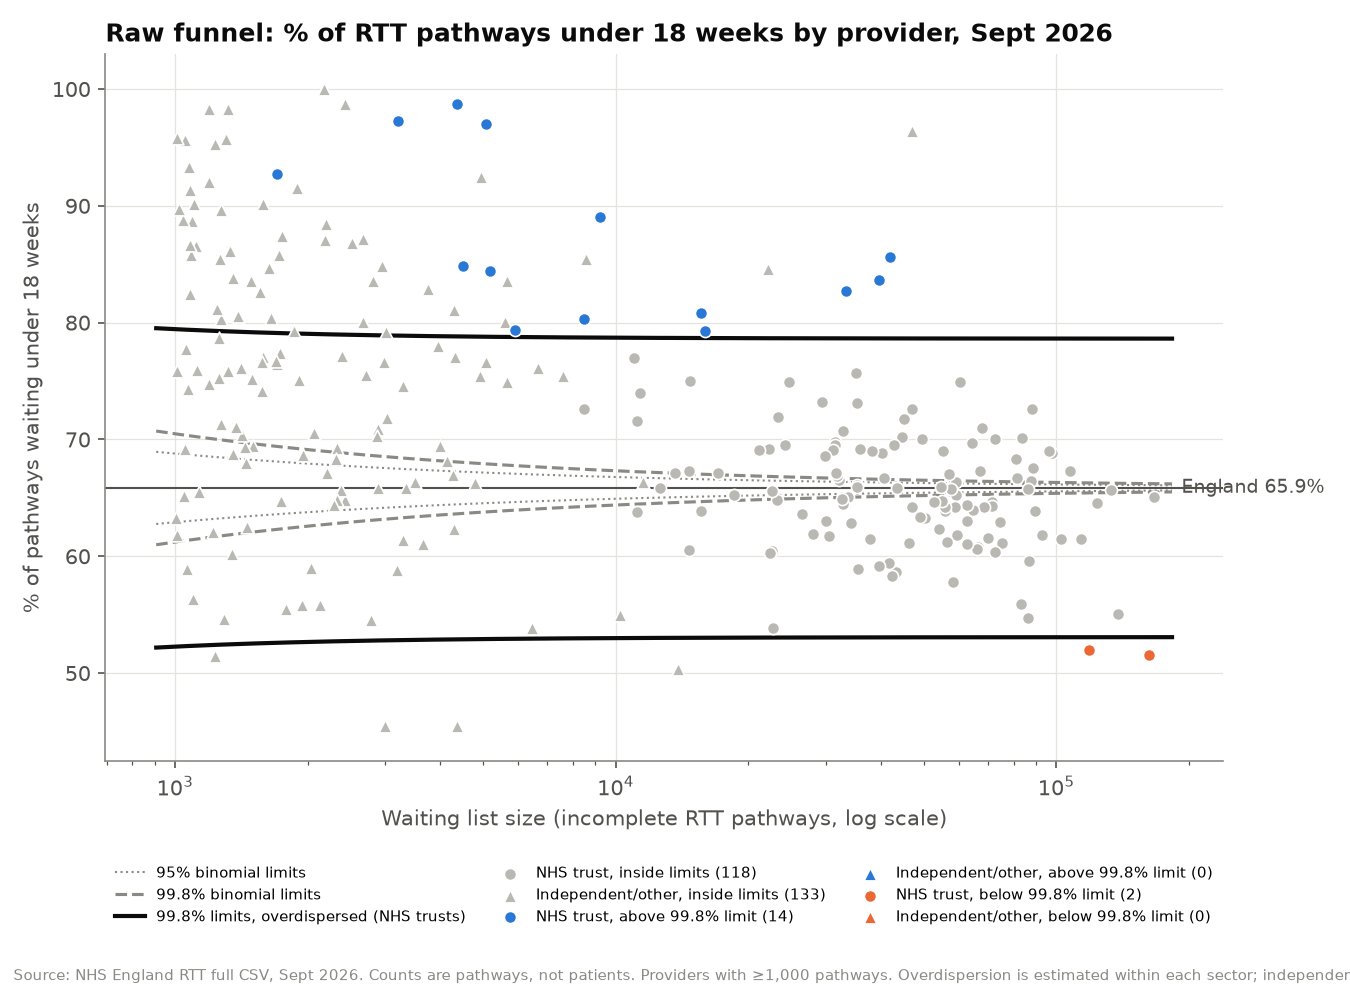 Raw funnel: % of RTT pathways under 18 weeks by provider, Sept 2026
100
90
80
70
60
50
% of patients waiting under 18 weeks
England 65.9%
10³
10⁴
10⁵
Waiting list size (incomplete RTT pathways, log scale)
95% binomial limits
99.8% binomial limits
99.8% limits, overdispersed (NHS trusts)
NHS trust, inside limits (118)
Independent/other, inside limits (133)
NHS trust, above 99.8% limit (14)
Independent/other, above 99.8% limit (0)
NHS trust, below 99.8% limit (2)
Independent/other, below 99.8% limit (0)
Source: NHS England RTT full CSV, Sept 2026. Counts are pathways, not patients. Providers with ≥1,000 pathways. Overdispersion is estimated within each sector; independer